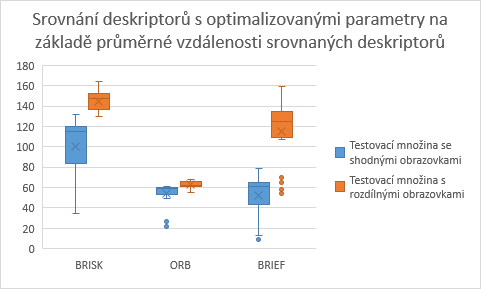 Srovnání deskriptorů s optimalizovanými parametry na
základě průměrné vzdálenosti srovnaných deskriptorů
180
160
140
120
100
80
60
40
20
0
BRISK
ORB
BRIEF
Testovací množina se
shodnými obrazovkami
Testovací množina s
rozdílnými obrazovkami